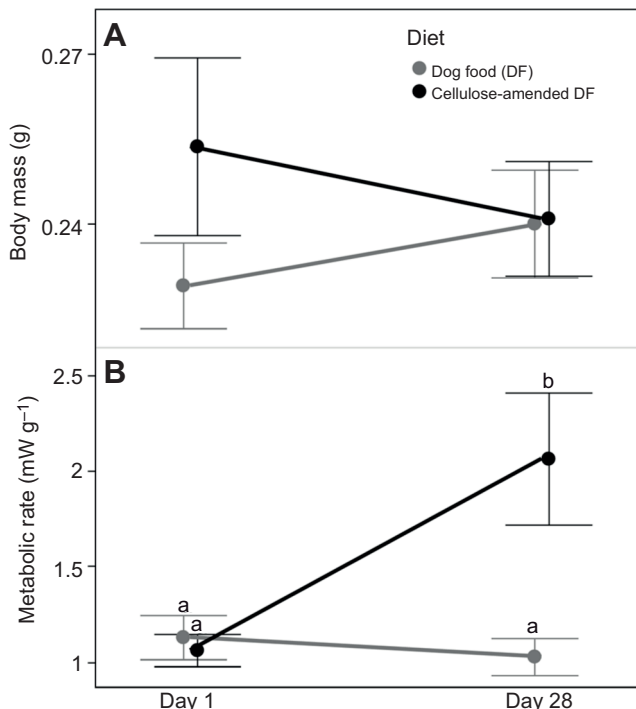 A
Diet
Dog food (DF)
Cellulose-amended DF
0.27
0.24
Body mass (g)
B
2.5
2
1.5
1
Metabolic rate (mW g⁻¹)
b
a
a
a
Day 1
Day 28